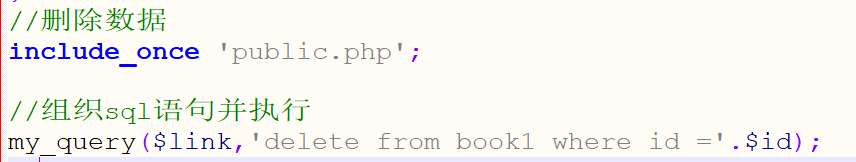 //删除数据
include_once 'public.php';
//组织sql语句并执行
my_query($link,'delete from book1 where id ='.$id);